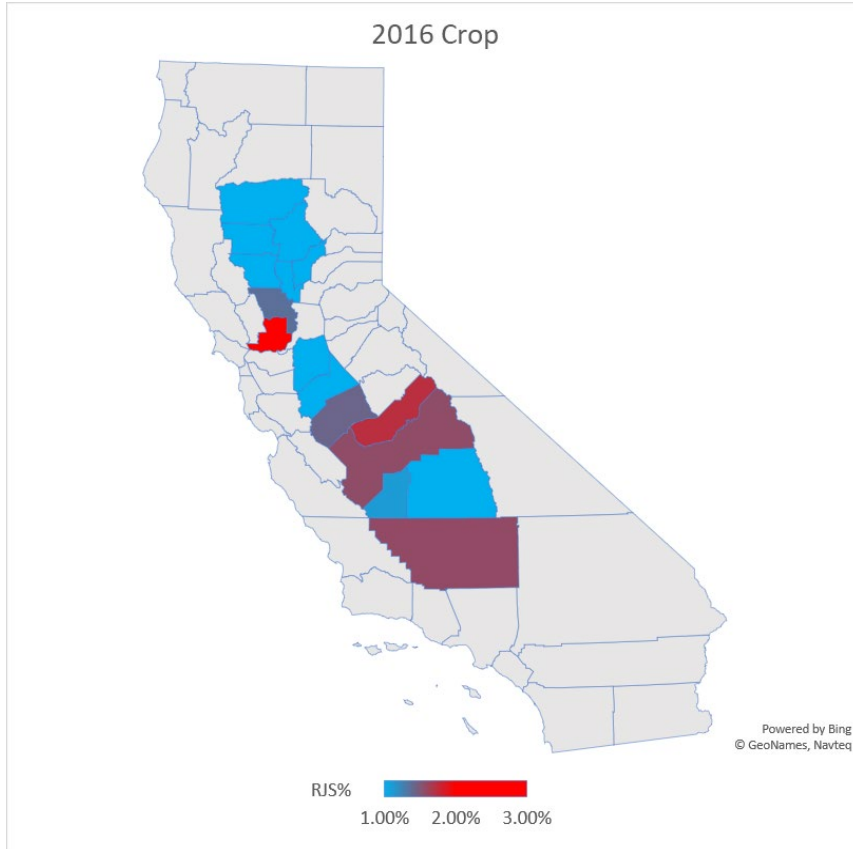 2016 Crop
Powered by Bing
© GeoNames, Navteq
RJS%
1.00% 2.00% 3.00%